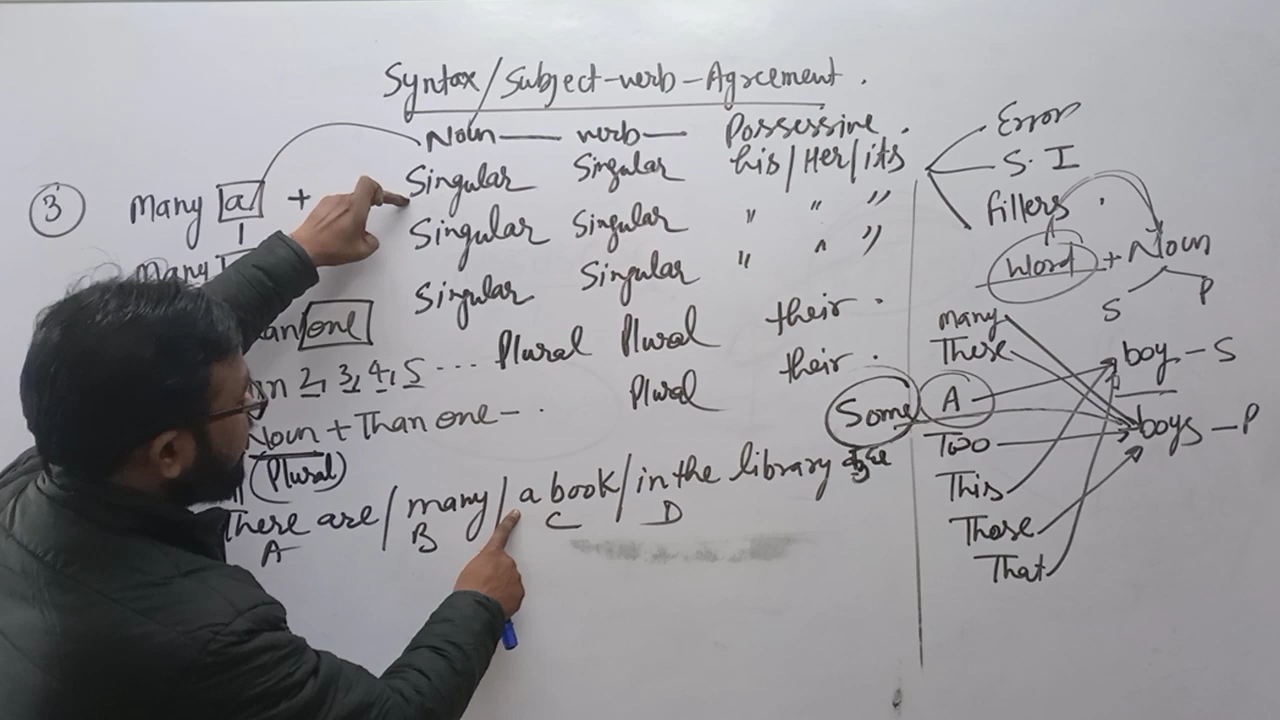 Syntax/Subject-verb-Agreement.
Noun — verb — Possessive.
③ Many a + Singular Singular his/Her/its
Many Singular Singular " " "
Singular Singular " " "
one Plural Plural their.
2, 3, 4, 5 ... Plural their.
Noun + Than one - .
(Plural)
There are / many / a book / in the library
A B C D
Error
S. I
fillers.
Word + Noun
S P
many
These
boy - S
Some A
boys - P
Two
This
Those
That